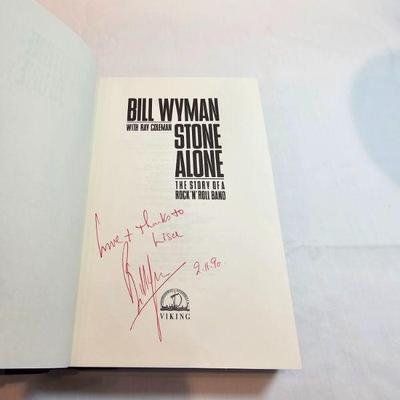 BILL WYMAN
WITH RAY COLEMAN
STONE
ALONE
THE STORY OF A
ROCK 'N' ROLL BAND
Love + thanks to
Lisa
2.11.90
VIKING